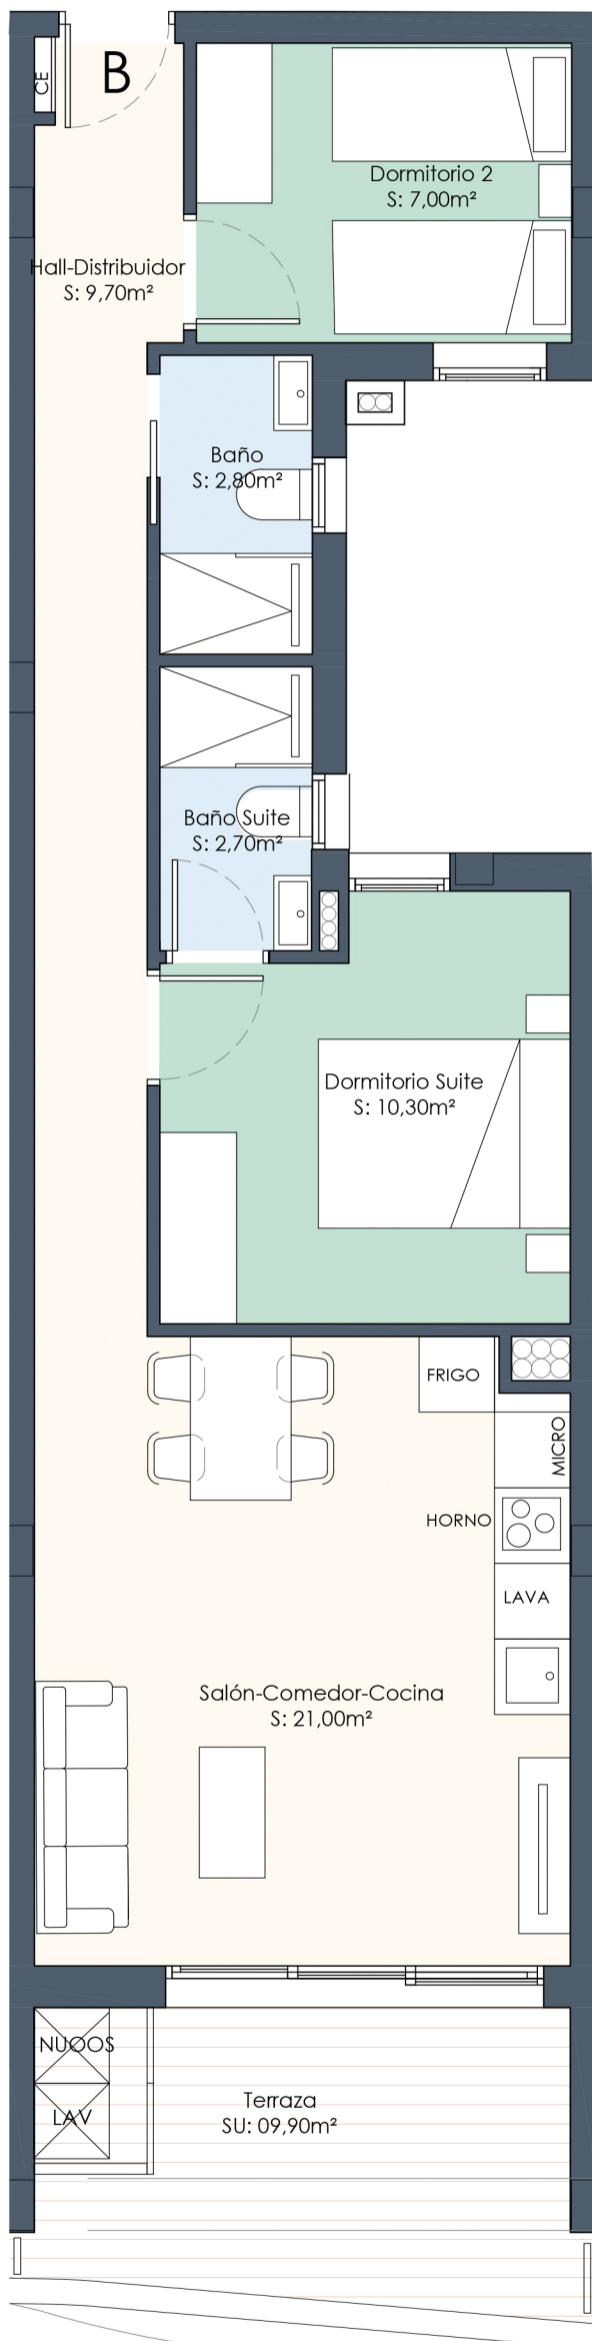 CE
B
Dormitorio 2
S: 7,00m²
Hall-Distribuidor
S: 9,70m²
Baño
S: 2,80m²
Baño Suite
S: 2,70m²
Dormitorio Suite
S: 10,30m²
FRIGO
MICRO
HORNO
LAVA
Salón-Comedor-Cocina
S: 21,00m²
NUOOS
LAV
Terraza
SU: 09,90m²